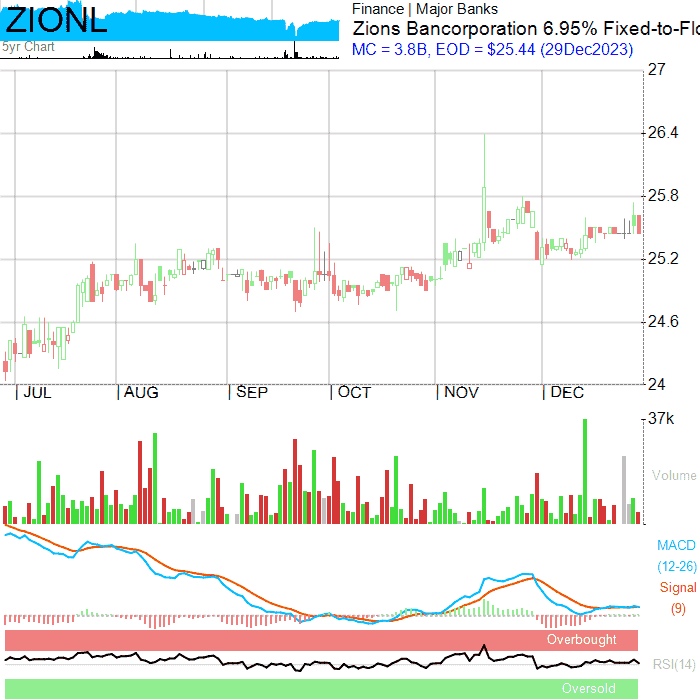 ZIONL
5yr Chart
Finance | Major Banks
Zions Bancorporation 6.95% Fixed-to-Flo
MC = 3.8B, EOD = $25.44 (29Dec2023)
27
26.4
25.8
25.2
24.6
24
JUL AUG SEP OCT NOV DEC
37k
Volume
MACD
(12-26)
Signal
(9)
Overbought
RSI(14)
Oversold